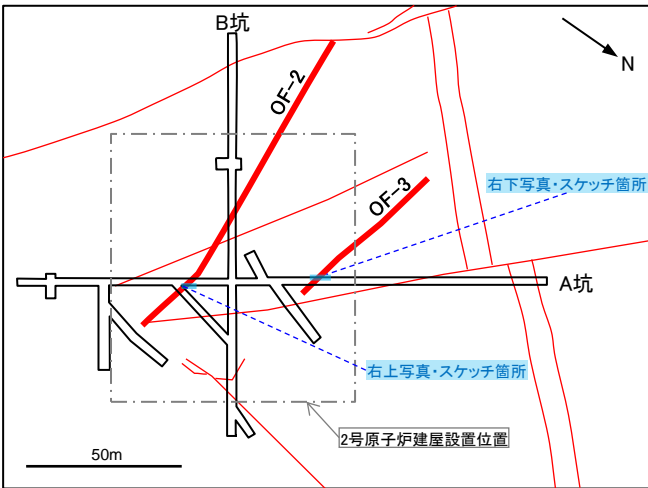 B坑
N
OF-2
OF-3
右下写真・スケッチ箇所
A坑
右上写真・スケッチ箇所
2号原子炉建屋設置位置
50m